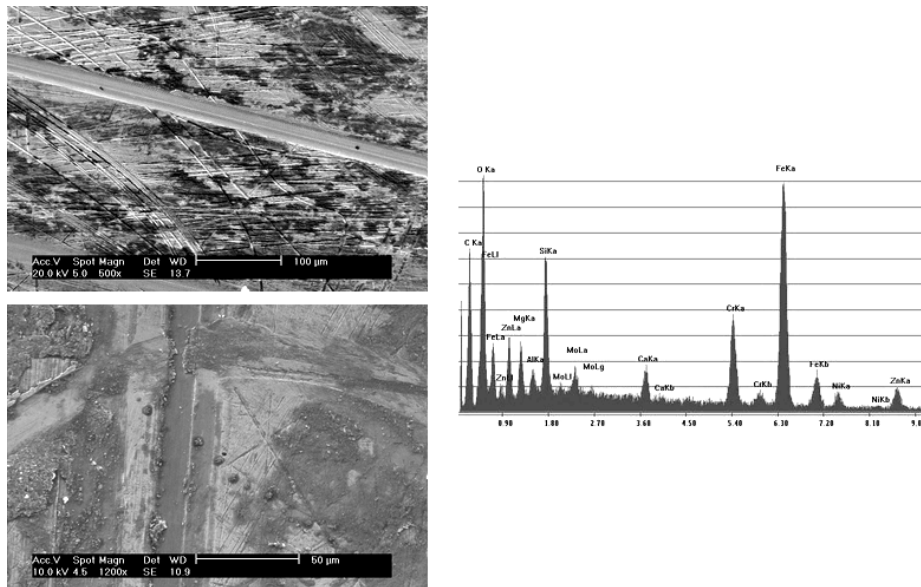 Acc.V Spot Magn Det WD 100 µm
20.0 kV 5.0 500x SE 13.7
Acc.V Spot Magn Det WD 50 µm
10.0 kV 4.5 1200x SE 10.9
O Ka
FeKa
C Ka
FeLl
SiKa
CrKa
MgKa
ZnLa
FeLa
MoLa
AlKa
MoLg
CaKa
FeKb
ZnLl
MoLl
CaKb
CrKb
NiKa
ZnKa
NiKb
0.90 1.80 2.70 3.60 4.50 5.40 6.30 7.20 8.10 9.0